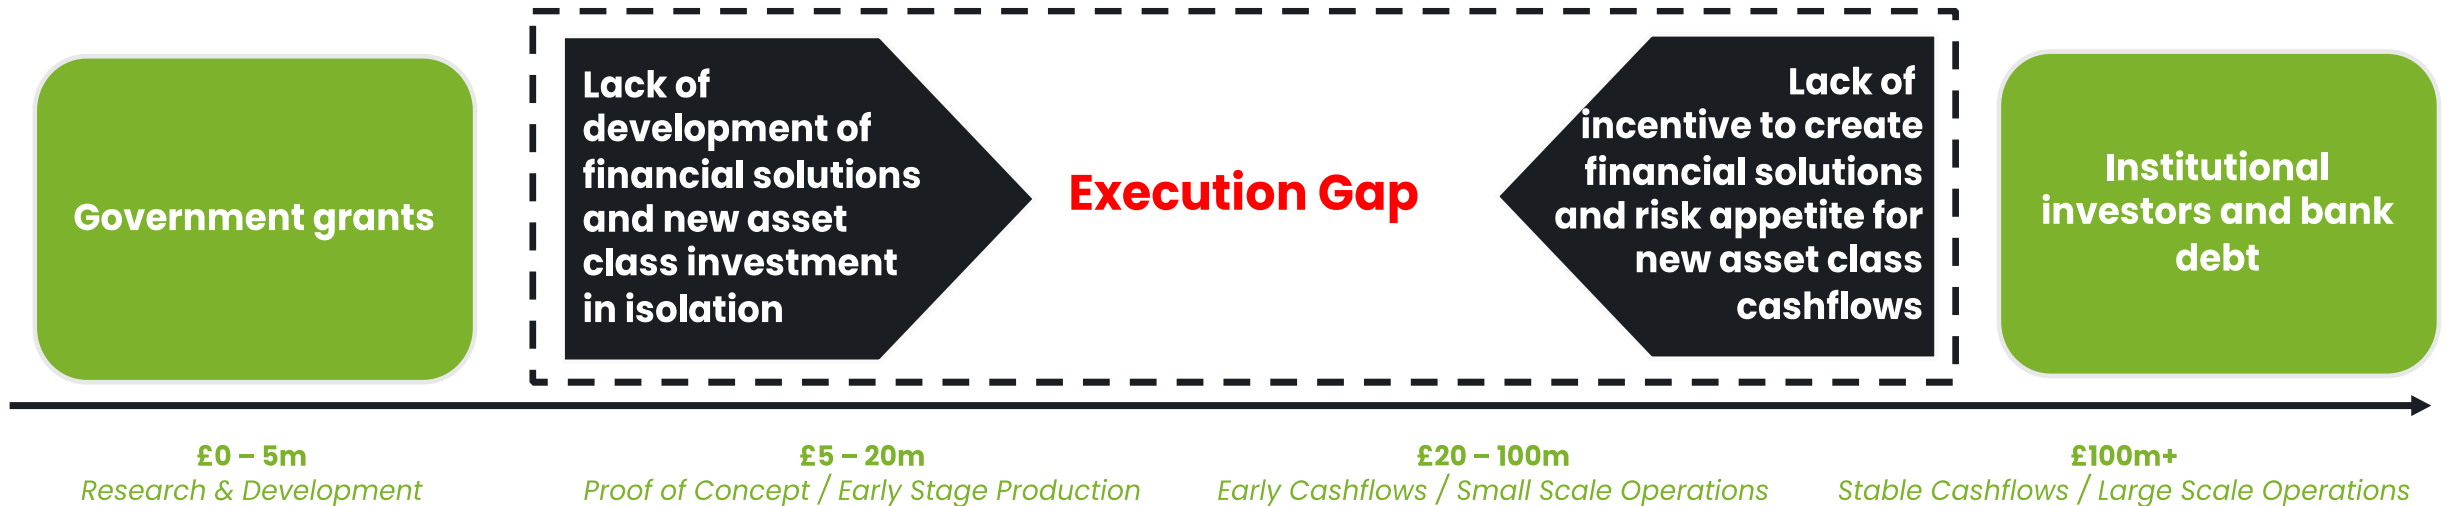 Government grants
Lack of
development of
financial solutions
and new asset
class investment
in isolation
Execution Gap
Lack of
incentive to create
financial solutions
and risk appetite for
new asset class
cashflows
Institutional
investors and bank
debt
£0 – 5m
Research & Development
£5 – 20m
Proof of Concept / Early Stage Production
£20 – 100m
Early Cashflows / Small Scale Operations
£100m+
Stable Cashflows / Large Scale Operations